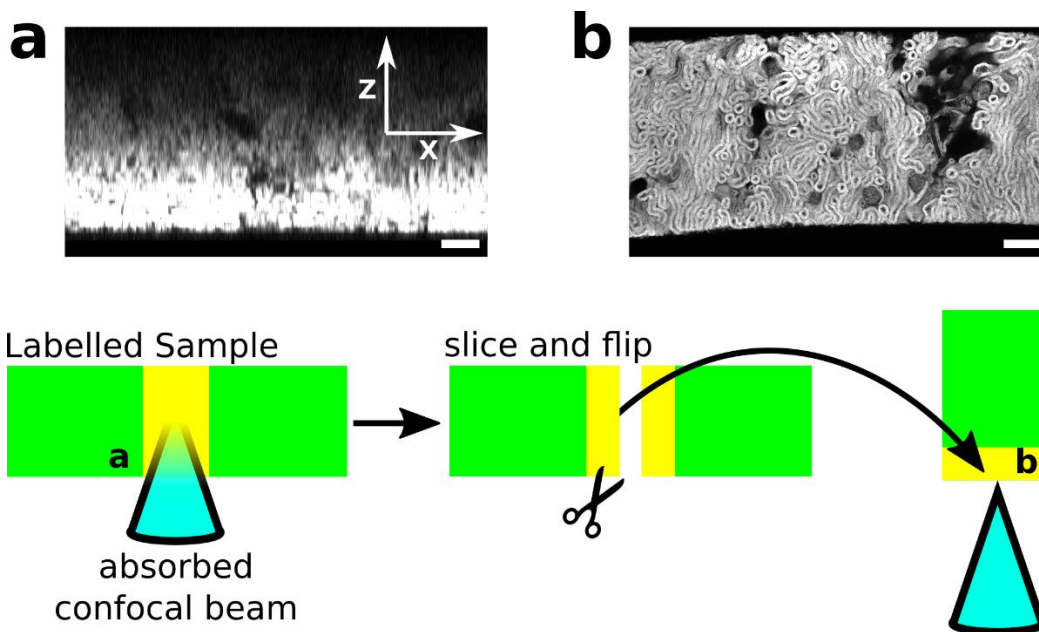 a
b
Z
X
Labelled Sample
slice and flip
a
b
absorbed
confocal beam